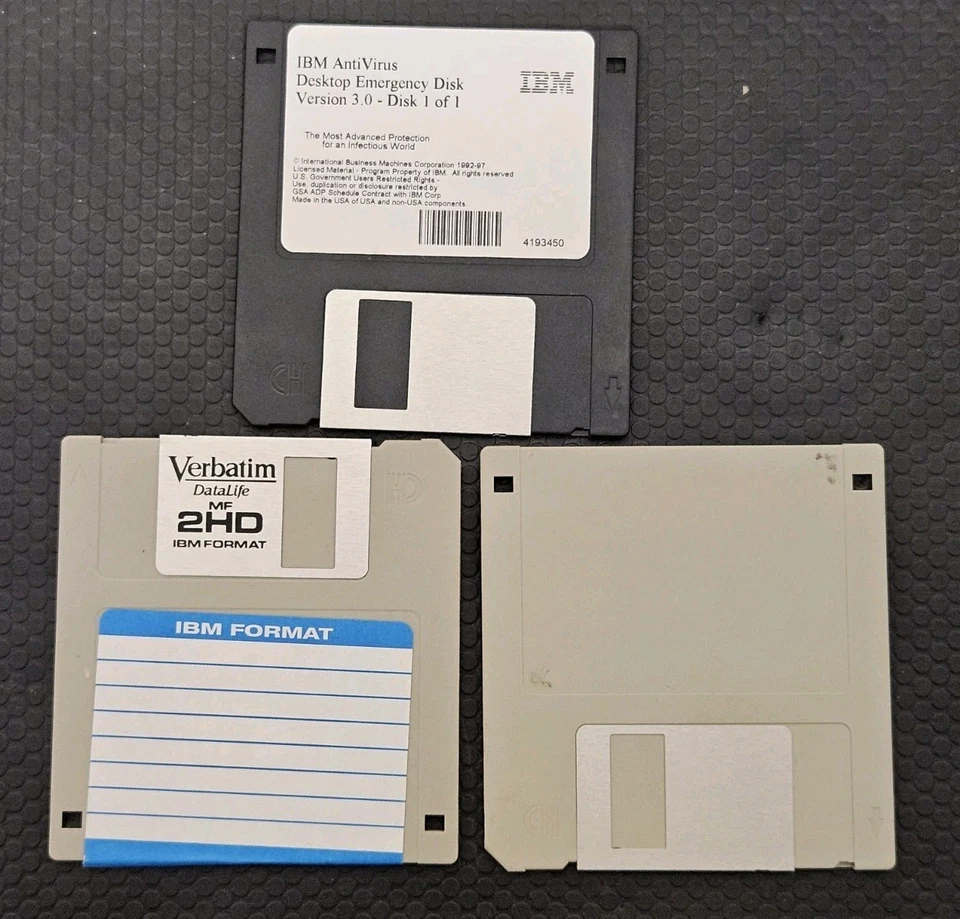 IBM AntiVirus
Desktop Emergency Disk
Version 3.0 - Disk 1 of 1
IBM
The Most Advanced Protection
for an Infectious World
© International Business Machines Corporation 1992-97
Licensed Material - Program Property of IBM. All rights reserved
U.S. Government Users Restricted Rights -
Use, duplication or disclosure restricted by
GSA ADP Schedule Contract with IBM Corp
Made in the USA of USA and non-USA components
4193450
HD
Verbatim
DataLife
MF
2HD
IBM FORMAT
HD
IBM FORMAT
HD